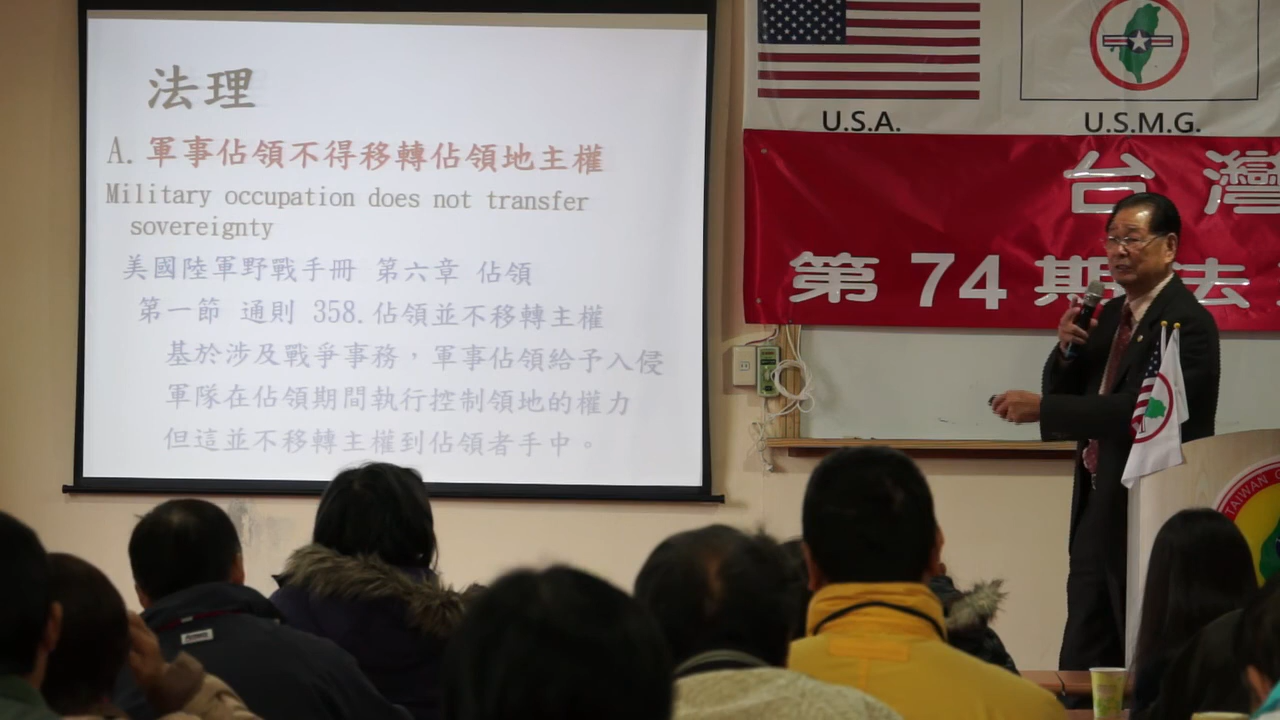 法理
A.軍事佔領不得移轉佔領地主權
Military occupation does not transfer
sovereignty
美國陸軍野戰手冊 第六章 佔領
第一節 通則 358.佔領並不移轉主權
基於涉及戰爭事務，軍事佔領給予入侵
軍隊在佔領期間執行控制領地的權力
但這並不移轉主權到佔領者手中。
U.S.A.
U.S.M.G.
台灣
第74期法
TAIWAN